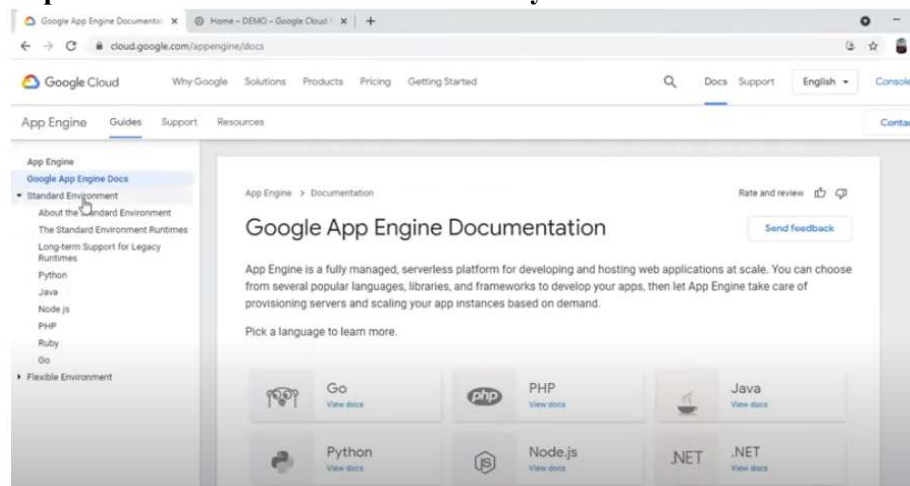 Google App Engine Documentat
Home – DEMO – Google Cloud
cloud.google.com/appengine/docs
Google Cloud Why Google Solutions Products Pricing Getting Started Docs Support English Console
App Engine Guides Support Resources Conta
App Engine
Google App Engine Docs
Standard Environment
About the Standard Environment
The Standard Environment Runtimes
Long-term Support for Legacy
Runtimes
Python
Java
Node js
PHP
Ruby
Go
Flexible Environment
App Engine > Documentation
Rate and review
Google App Engine Documentation
Send feedback
App Engine is a fully managed, serverless platform for developing and hosting web applications at scale. You can choose
from several popular languages, libraries, and frameworks to develop your apps, then let App Engine take care of
provisioning servers and scaling your app instances based on demand.
Pick a language to learn more.
Go
View docs
php
PHP
View docs
Java
View docs
Python
View docs
JS
Node.js
View docs
.NET
.NET
View docs